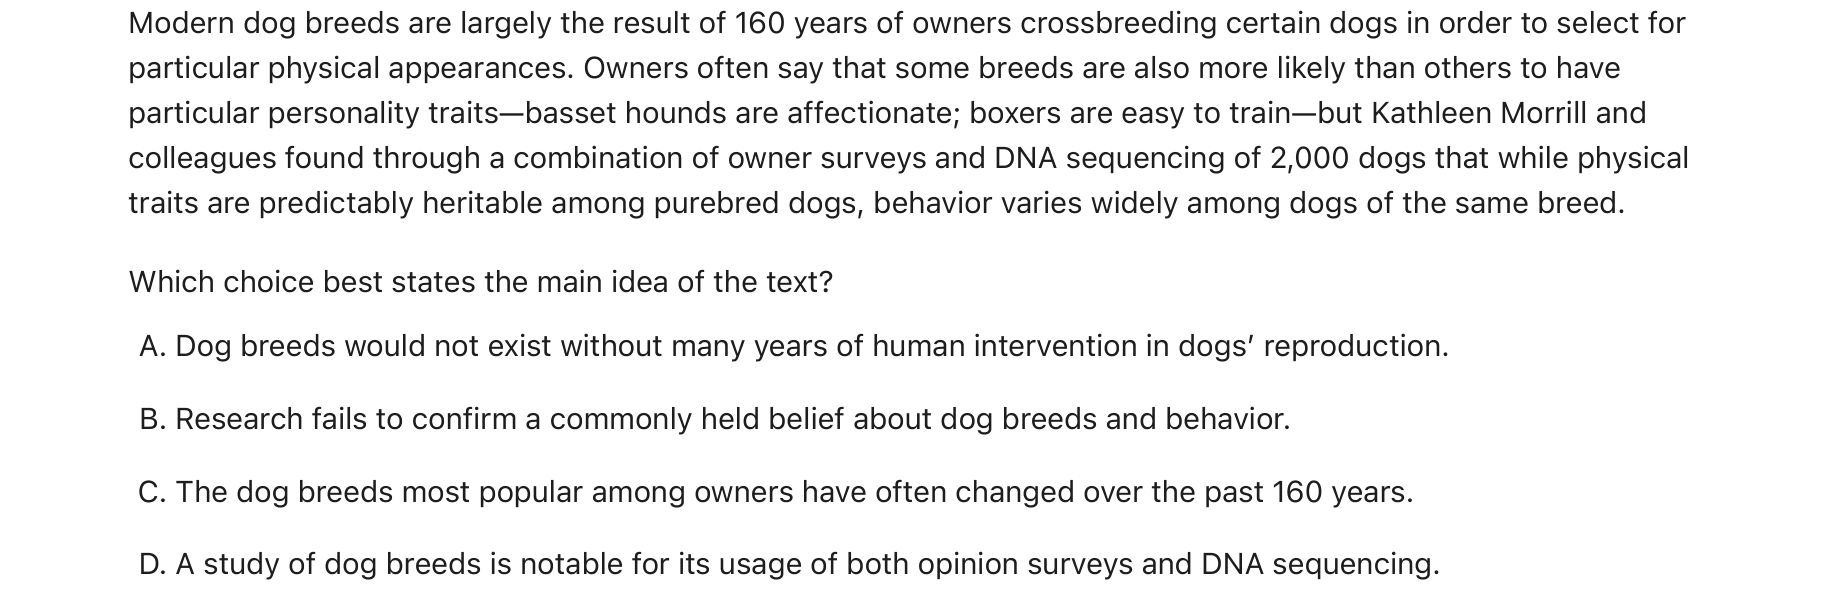 Modern dog breeds are largely the result of 160 years of owners crossbreeding certain dogs in order to select for
particular physical appearances. Owners often say that some breeds are also more likely than others to have
particular personality traits—basset hounds are affectionate; boxers are easy to train—but Kathleen Morrill and
colleagues found through a combination of owner surveys and DNA sequencing of 2,000 dogs that while physical
traits are predictably heritable among purebred dogs, behavior varies widely among dogs of the same breed.
Which choice best states the main idea of the text?
A. Dog breeds would not exist without many years of human intervention in dogs’ reproduction.
B. Research fails to confirm a commonly held belief about dog breeds and behavior.
C. The dog breeds most popular among owners have often changed over the past 160 years.
D. A study of dog breeds is notable for its usage of both opinion surveys and DNA sequencing.